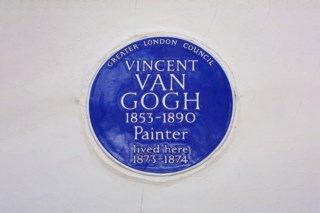 GREATER LONDON COUNCIL
VINCENT
VAN
GOGH
1853-1890
Painter
lived here
1873-1874